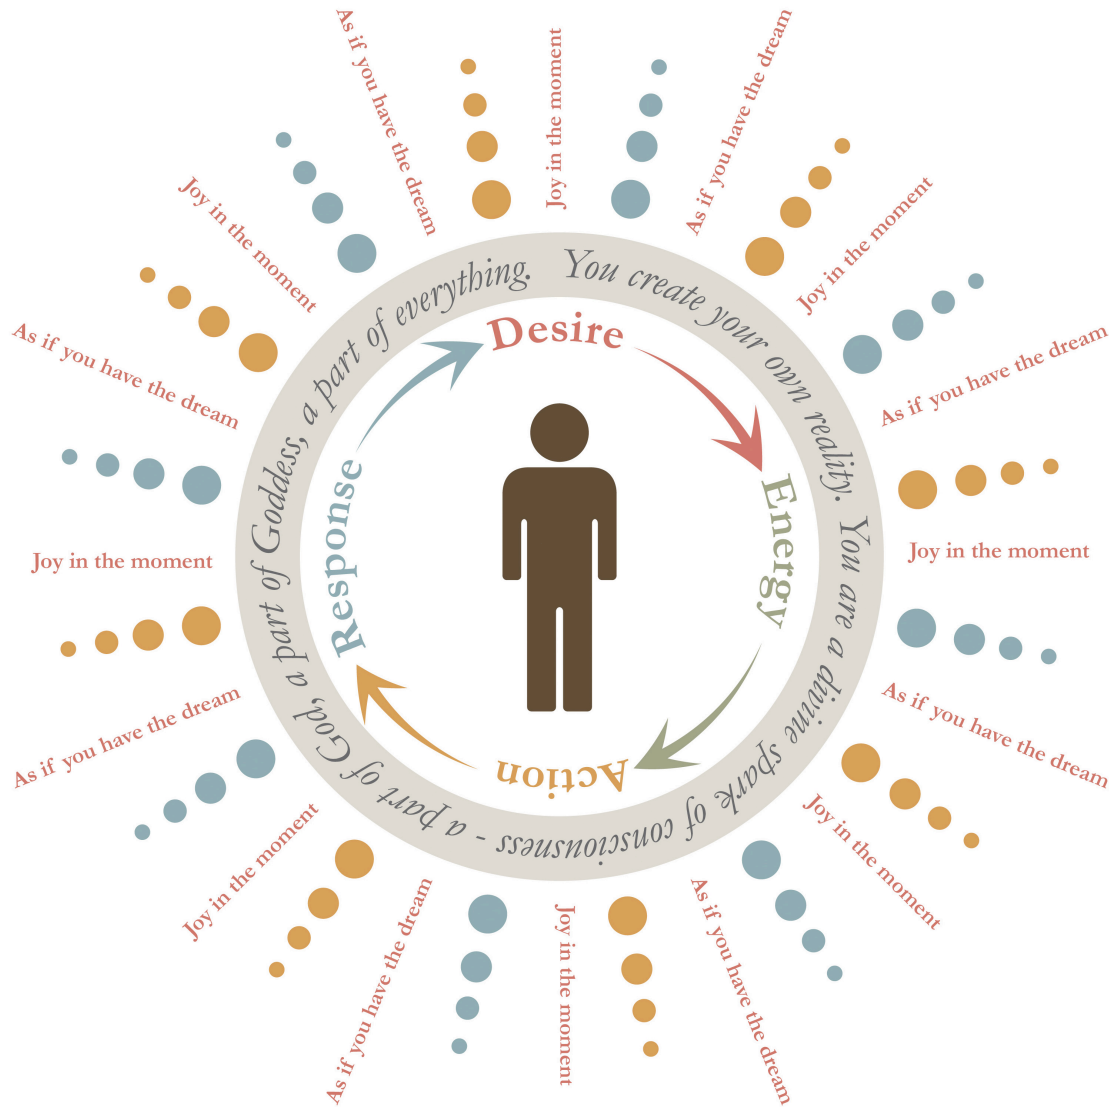 Joy in the moment
As if you have the dream
Joy in the moment
As if you have the dream
Joy in the moment
As if you have the dream
Joy in the moment
As if you have the dream
Joy in the moment
As if you have the dream
Joy in the moment
As if you have the dream
Joy in the moment
As if you have the dream
Joy in the moment
As if you have the dream
You create your own reality. You are a divine spark of consciousness - a part of God, a part of Goddess, a part of everything.
Desire
Energy
Action
Response